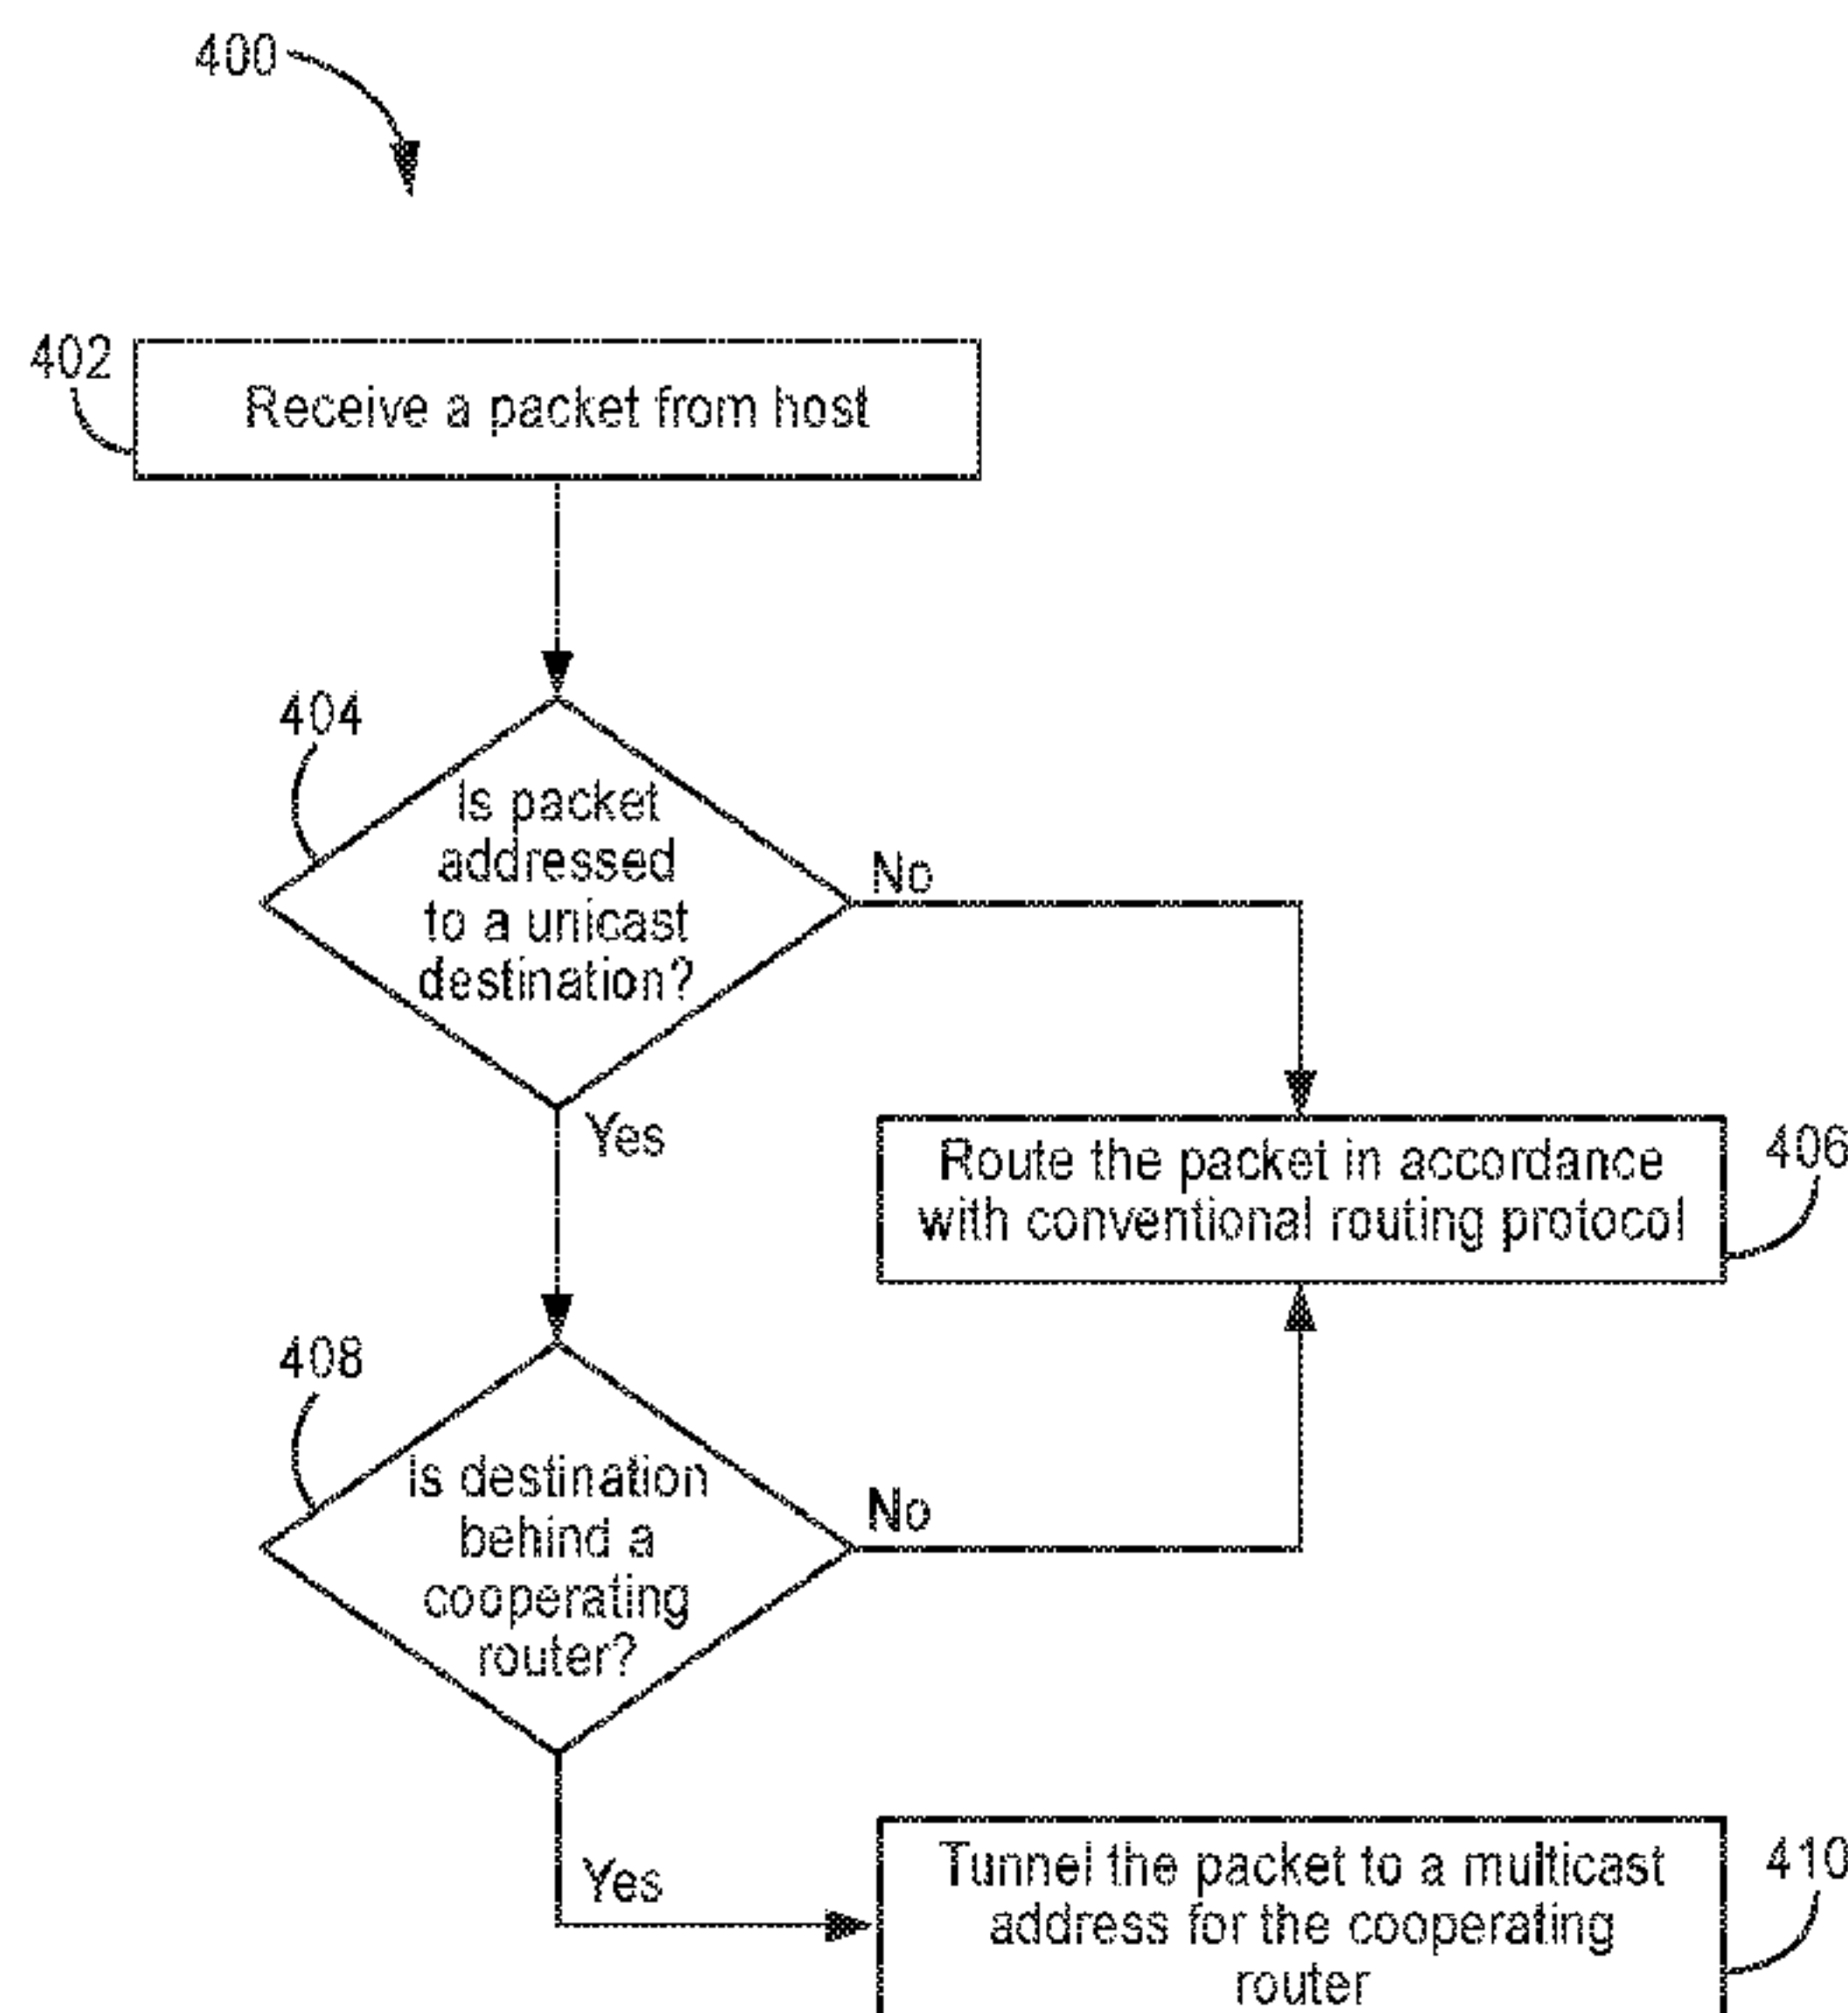 400
402
Receive a packet from host
404
Is packet
addressed
to a unicast
destination?
No
Yes
Route the packet in accordance
with conventional routing protocol
406
408
Is destination
behind a
cooperating
router?
No
Yes
Tunnel the packet to a multicast
address for the cooperating
router
410